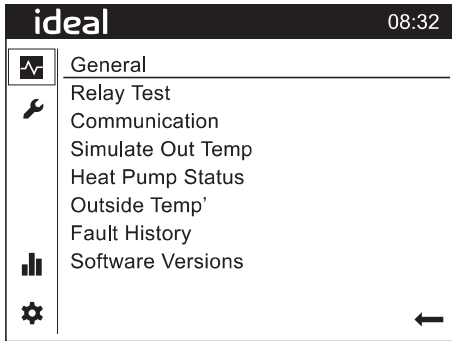 ideal 08:32
General
Relay Test
Communication
Simulate Out Temp
Heat Pump Status
Outside Temp’
Fault History
Software Versions